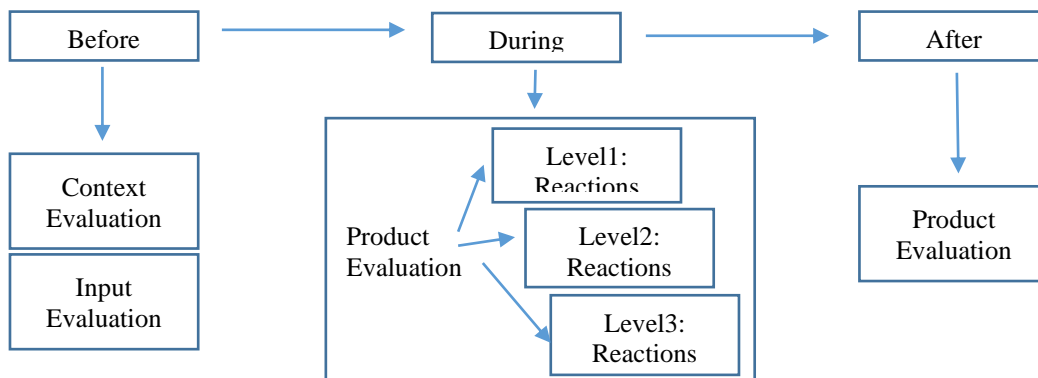 Before
During
After
Context
Evaluation
Input
Evaluation
Product
Evaluation
Level1:
Reactions
Level2:
Reactions
Level3:
Reactions
Product
Evaluation